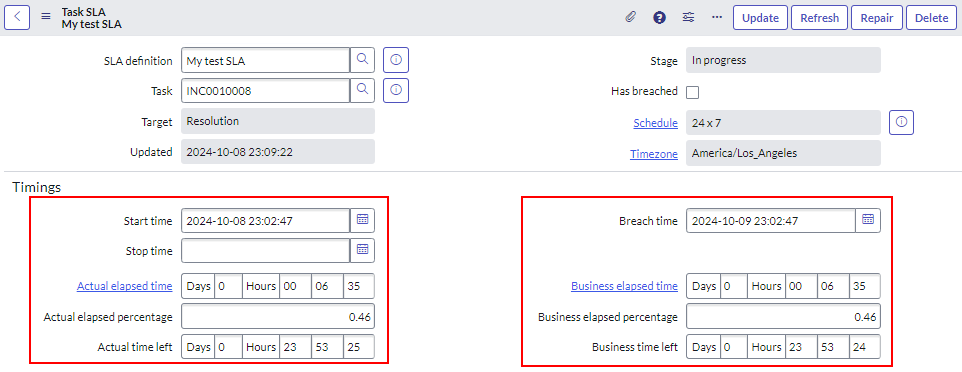 Task SLA
My test SLA
Update Refresh Repair Delete
SLA definition My test SLA
Stage In progress
Task INC0010008
Has breached
Target Resolution
Schedule 24 x 7
Updated 2024-10-08 23:09:22
Timezone America/Los_Angeles
Timings
Start time 2024-10-08 23:02:47
Breach time 2024-10-09 23:02:47
Stop time
Actual elapsed time Days 0 Hours 00 06 35
Business elapsed time Days 0 Hours 00 06 35
Actual elapsed percentage 0.46
Business elapsed percentage 0.46
Actual time left Days 0 Hours 23 53 25
Business time left Days 0 Hours 23 53 24